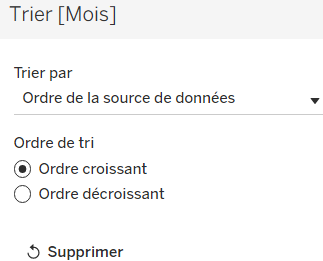 Trier [Mois]
Trier par
Ordre de la source de données
Ordre de tri
Ordre croissant
Ordre décroissant
Supprimer